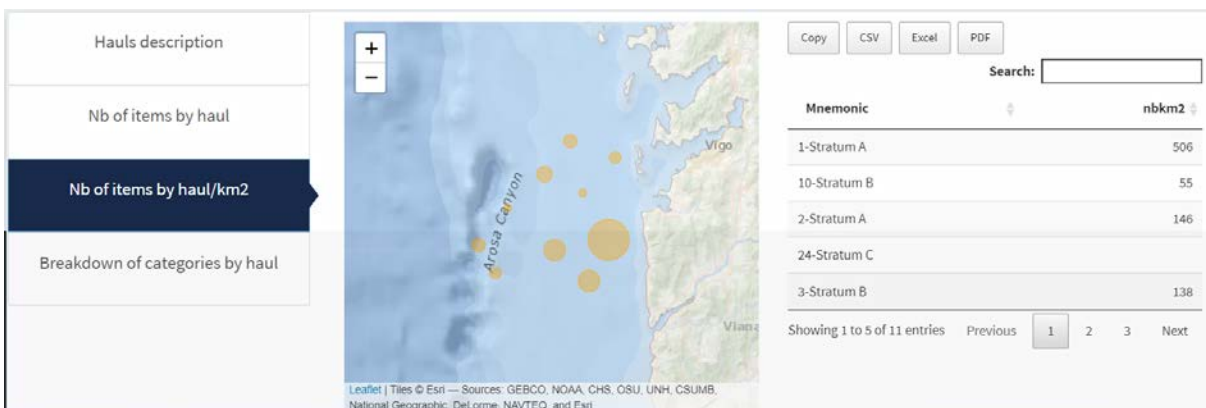 Hauls description
Nb of items by haul
Nb of items by haul/km2
Breakdown of categories by haul
+
−
Vigo
Arosa Canyon
Viana
Leaflet | Tiles © Esri — Sources: GEBCO, NOAA, CHS, OSU, UNH, CSUMB,
National Geographic, DeLorme, NAVTEQ, and Esri
Copy CSV Excel PDF
Search:
Mnemonic nbkm2
1-Stratum A 506
10-Stratum B 55
2-Stratum A 146
24-Stratum C
3-Stratum B 138
Showing 1 to 5 of 11 entries Previous 1 2 3 Next